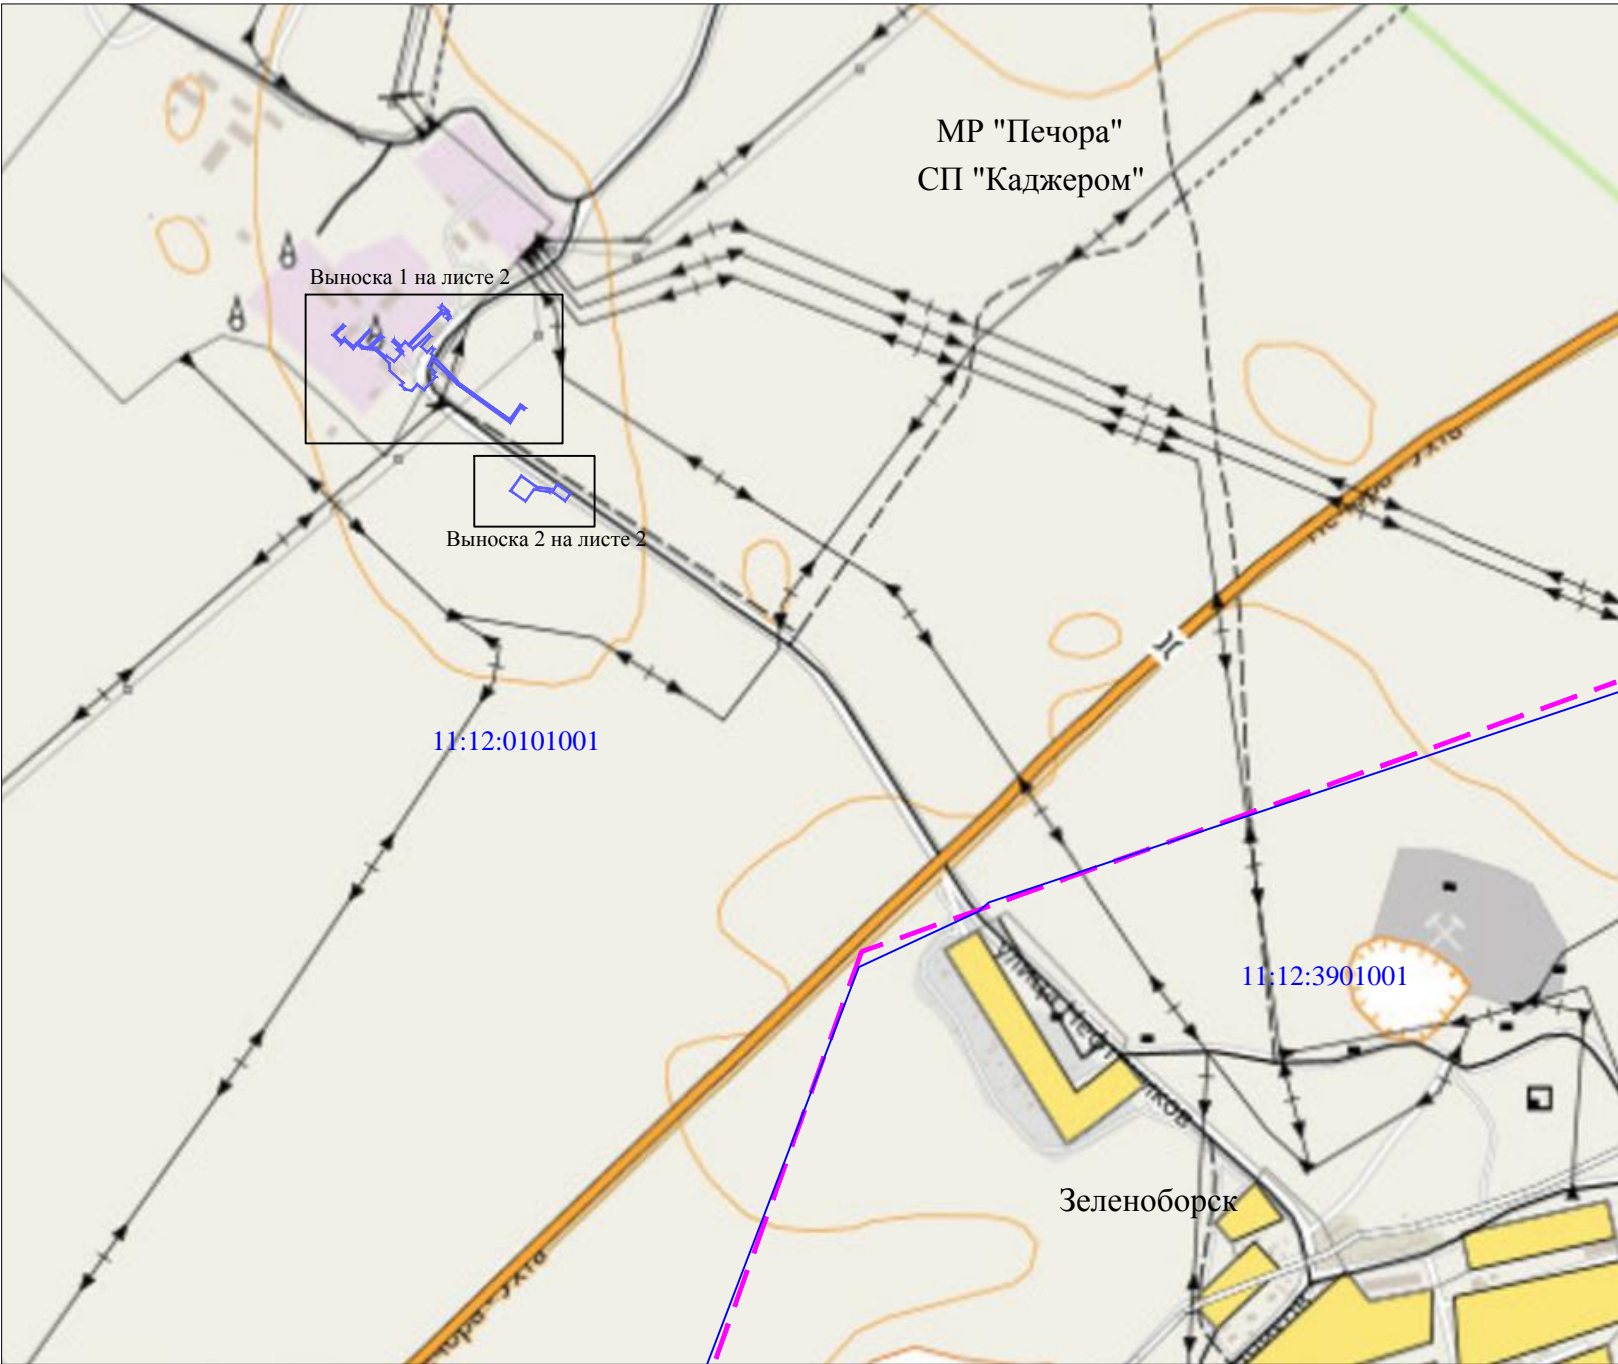 МР "Печора"
СП "Каджером"
Выноска 1 на листе 2
Выноска 2 на листе 2
11:12:0101001
11:12:3901001
Зеленоборск